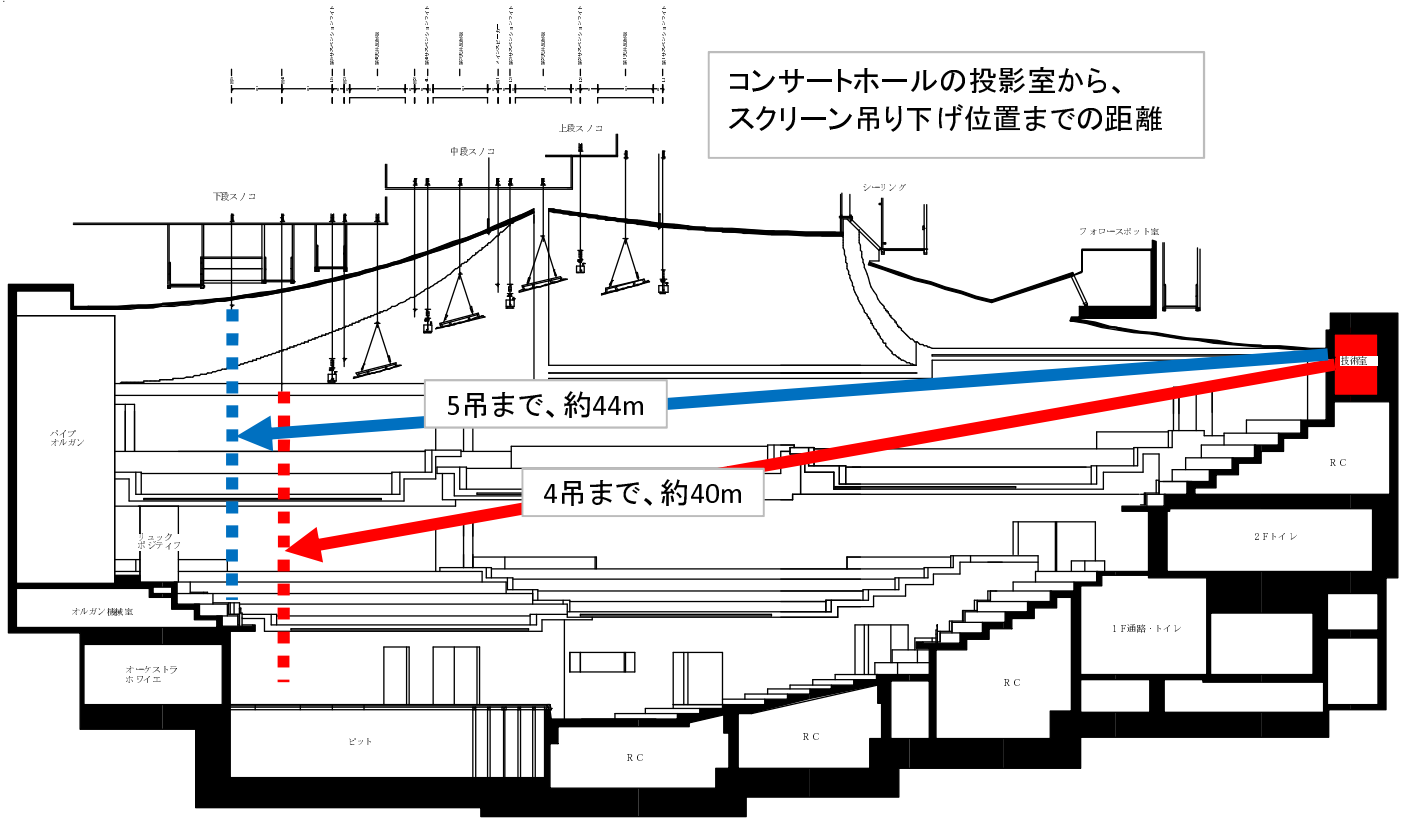 コンサートホールの投影室から、
スクリーン吊り下げ位置までの距離
上段スノコ
中段スノコ
下段スノコ
シーリング
フォロースポット室
技術室
5吊まで、約44m
4吊まで、約40m
パイプ
オルガン
RC
リュック
ポジティフ
2Fトイレ
オルガン機械室
1F通路・トイレ
オーケストラ
ホワイエ
RC
ピット
RC
RC